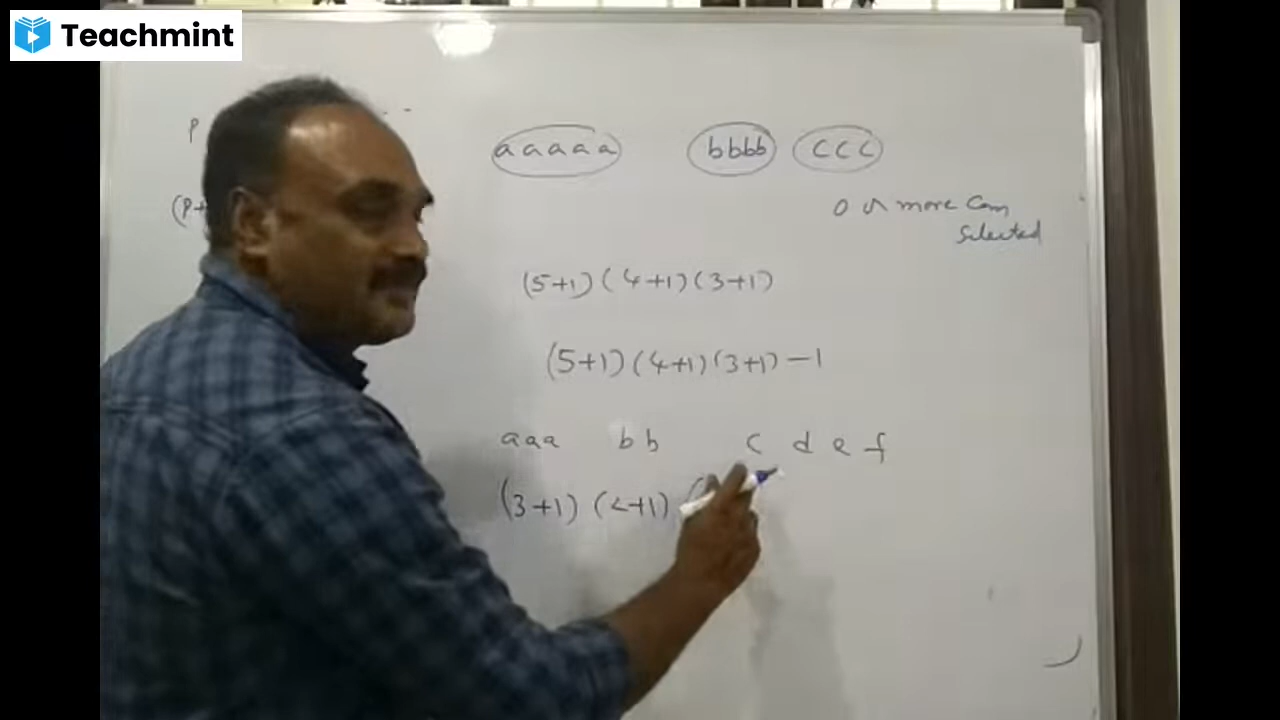 Teachmint
P
aaaaa bbbb CCC
(P+
0 or more can
Selected
(5+1)(4+1)(3+1)
(5+1)(4+1)(3+1)-1
aaa bb c d e f
(3+1)(2+1)(